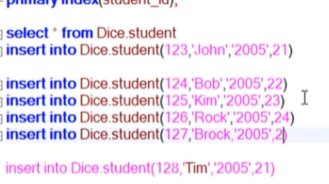 primary index(student_id);
select * from Dice.student
insert into Dice.student(123,'John','2005',21)
insert into Dice.student(124,'Bob','2005',22)
insert into Dice.student(125,'Kim','2005',23)
insert into Dice.student(126,'Rock','2005',24)
insert into Dice.student(127,'Brock,'2005',2)
insert into Dice.student(128,'Tim','2005',21)